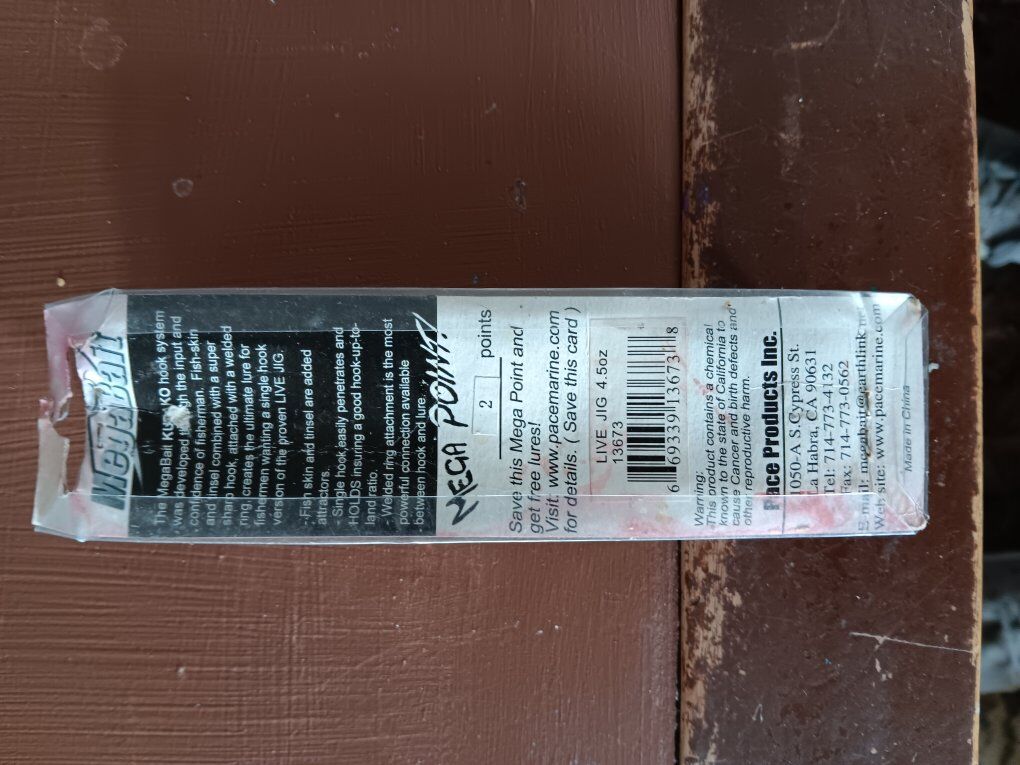 MegaBait
The MegaBait KUROKO hook system
was developed through the input and
confidence of fisherman. Fish-skin
and tinsel combined with a super
sharp hook, attached with a welded
ring, creates the ultimate lure for
fishermen wanting a single hook
version of the proven LIVE JIG.
- Fish skin and tinsel are added
attractors.
- Single hook easily penetrates and
HOLDS insuring a good hook-up-to-
land ratio.
- Welded ring attachment is the most
powerful connection available
between hook and lure.
MEGA POINT!
2 points
Save this Mega Point and
get free lures!
Visit: www.pacemarine.com
for details. ( Save this card )
LIVE JIG 4.5oz
13673
6 93391 13673 8
Warning:
This product contains a chemical
known to the state of California to
cause Cancer and birth defects and
other reproductive harm.
Pace Products Inc.
1050-A S.Cypress St.
La Habra, CA 90631
Tel: 714-773-4132
Fax: 714-773-0562
E-mail: megabait@earthlink.net
Web site: www.pacemarine.com
Made in China